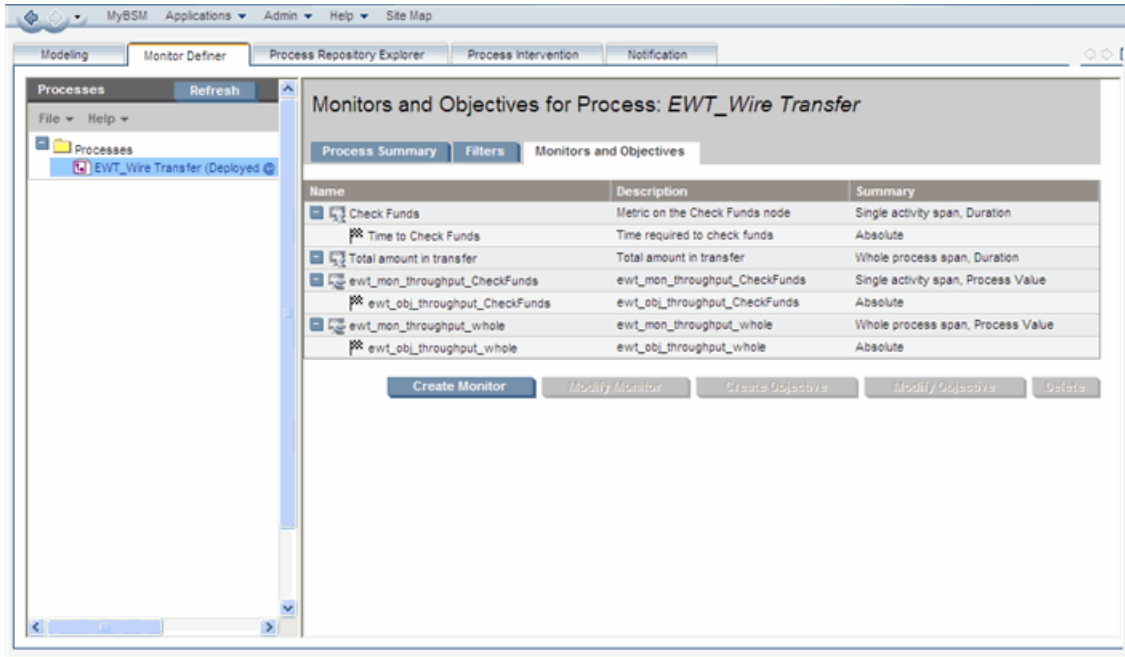 MyBSM Applications Admin Help Site Map
Modeling Monitor Definer Process Repository Explorer Process Intervention Notification
Processes Refresh
File Help
Processes
EWT_Wire Transfer (Deployed @
Monitors and Objectives for Process: EWT_Wire Transfer
Process Summary Filters Monitors and Objectives
Name Description Summary
Check Funds Metric on the Check Funds node Single activity span, Duration
Time to Check Funds Time required to check funds Absolute
Total amount in transfer Total amount in transfer Whole process span, Duration
ewt_mon_throughput_CheckFunds ewt_mon_throughput_CheckFunds Single activity span, Process Value
ewt_obj_throughput_CheckFunds ewt_obj_throughput_CheckFunds Absolute
ewt_mon_throughput_whole ewt_mon_throughput_whole Whole process span, Process Value
ewt_obj_throughput_whole ewt_obj_throughput_whole Absolute
Create Monitor Modify Monitor Create Objective Modify Objective Delete